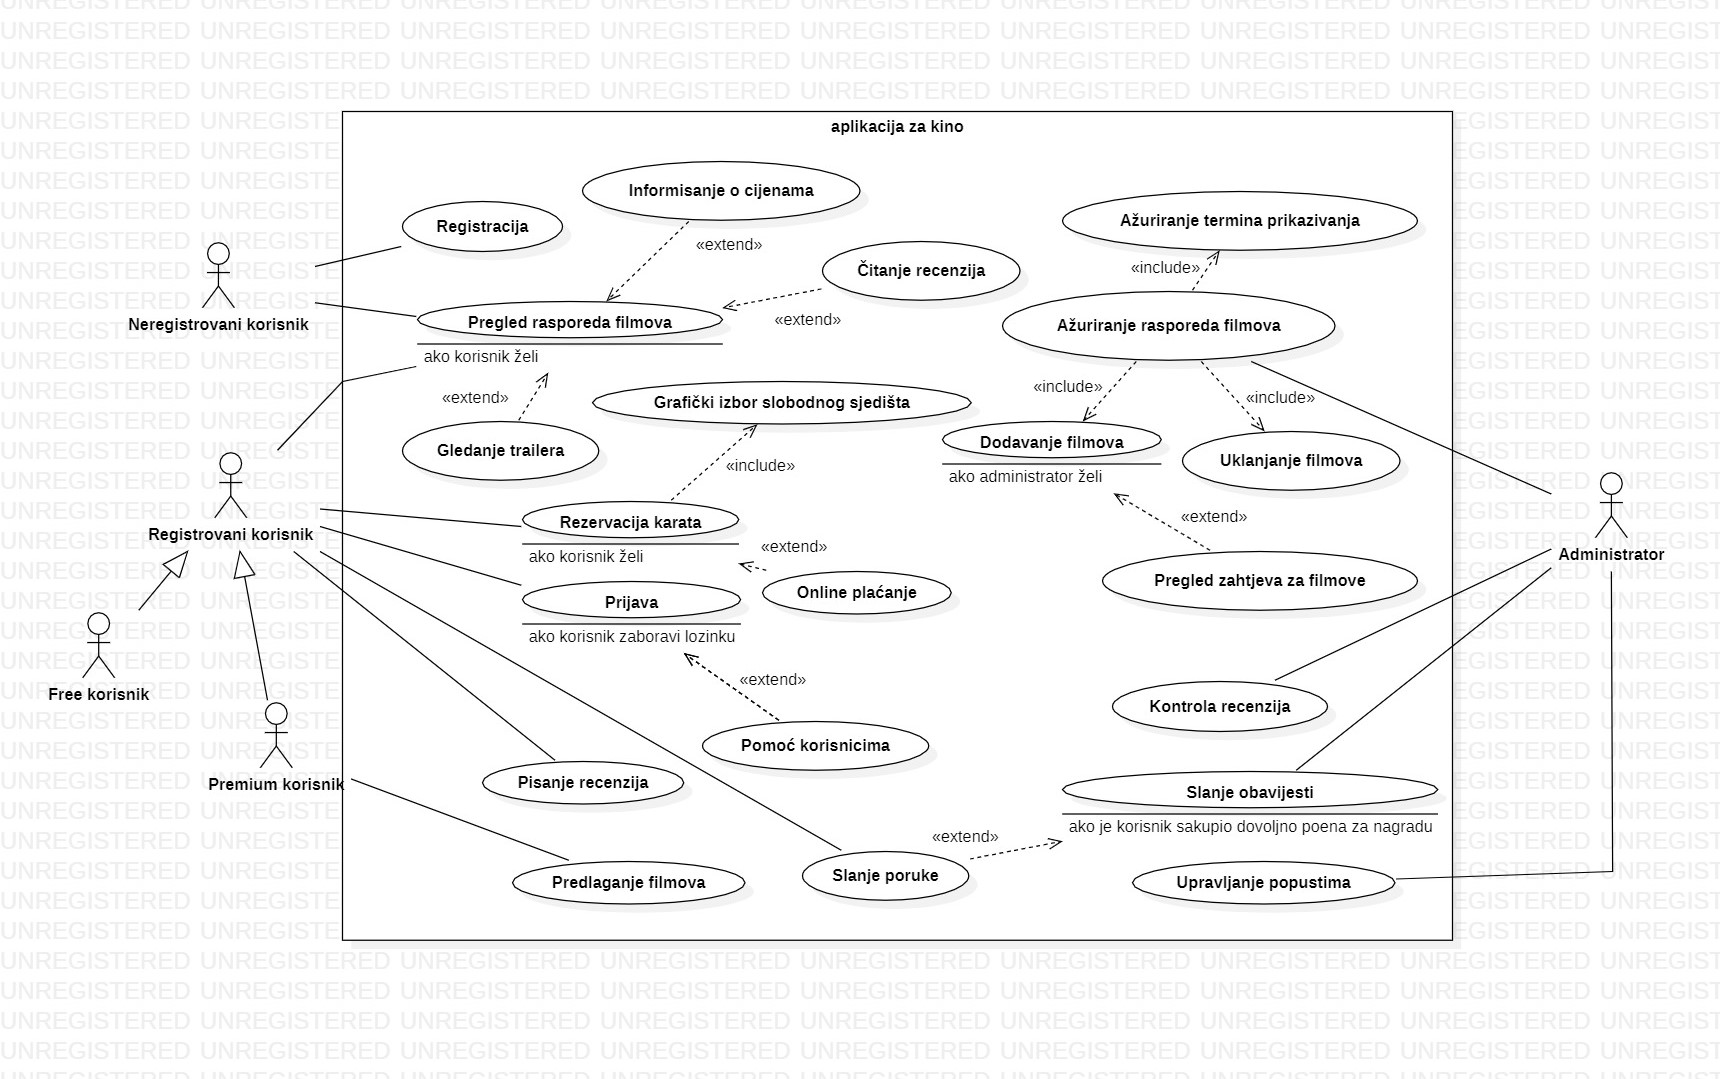 aplikacija za kino
Informisanje o cijenama
Registracija
Ažuriranje termina prikazivanja
«extend»
Čitanje recenzija
«include»
Neregistrovani korisnik
Pregled rasporeda filmova
«extend»
Ažuriranje rasporeda filmova
ako korisnik želi
«extend»
Grafički izbor slobodnog sjedišta
«include»
«include»
Gledanje trailera
Dodavanje filmova
Uklanjanje filmova
«include»
ako administrator želi
Registrovani korisnik
Rezervacija karata
«extend»
ako korisnik želi
«extend»
Administrator
Online plaćanje
Pregled zahtjeva za filmove
Prijava
ako korisnik zaboravi lozinku
Free korisnik
«extend»
Kontrola recenzija
Pomoć korisnicima
Premium korisnik
Pisanje recenzija
Slanje obavijesti
ako je korisnik sakupio dovoljno poena za nagradu
«extend»
Predlaganje filmova
Slanje poruke
Upravljanje popustima
UNREGISTERED